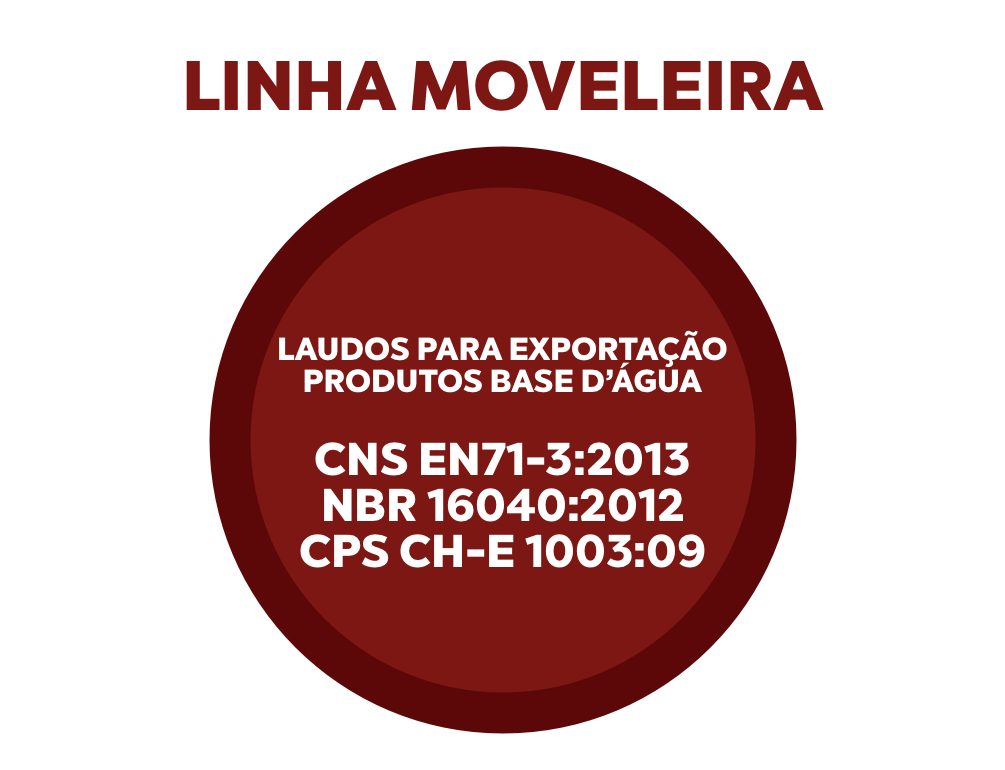 LINHA MOVELEIRA
LAUDOS PARA EXPORTAÇÃO
PRODUTOS BASE D’ÁGUA
CNS EN71-3:2013
NBR 16040:2012
CPS CH-E 1003:09